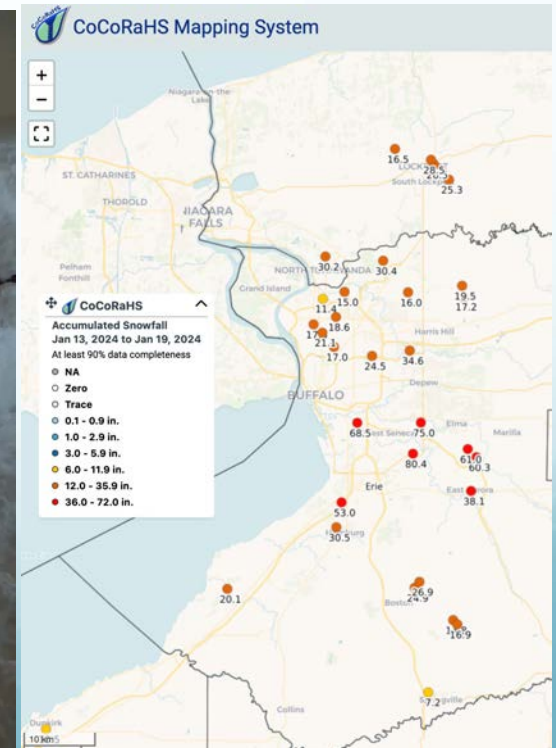 CoCoRaHS Mapping System
+
−
Niagara-on-the-
Lake
16.5
28.5
LOCKPORT
South Lockport
25.3
ST. CATHARINES
THOROLD
NIAGARA
FALLS
Pelham
Fonthill
30.2
30.4
NORTH TONAWANDA
Grand Island
11.4
15.0
16.0
19.5
17.2
18.6
21.1
17.0
Harris Hill
24.5
34.6
Depew
BUFFALO
68.5
75.0
Elma
Marilla
80.4
61.0
60.3
Erie
38.1
53.0
30.5
20.1
26.9
24.9
Boston
16.9
7.2
Collins
Dunkirk
10 km
CoCoRaHS
Accumulated Snowfall
Jan 13, 2024 to Jan 19, 2024
At least 90% data completeness
NA
Zero
Trace
0.1 - 0.9 in.
1.0 - 2.9 in.
3.0 - 5.9 in.
6.0 - 11.9 in.
12.0 - 35.9 in.
36.0 - 72.0 in.